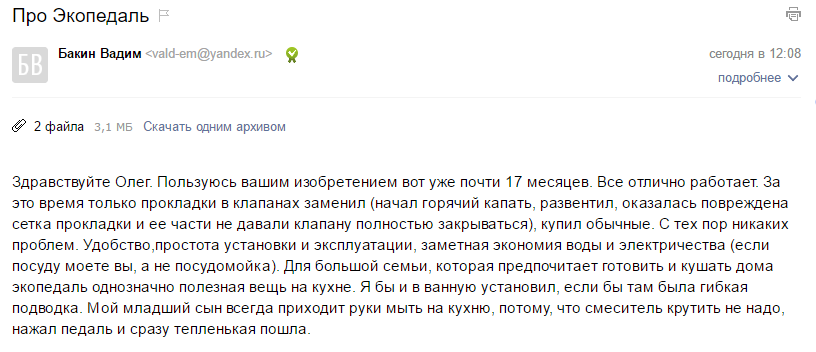 Про Экопедаль
БВ
Бакин Вадим <vald-em@yandex.ru>
сегодня в 12:08
подробнее
2 файла 3,1 МБ Скачать одним архивом
Здравствуйте Олег. Пользуюсь вашим изобретением вот уже почти 17 месяцев. Все отлично работает. За
это время только прокладки в клапанах заменил (начал горячий капать, развентил, оказалась повреждена
сетка прокладки и ее части не давали клапану полностью закрываться), купил обычные. С тех пор никаких
проблем. Удобство,простота установки и эксплуатации, заметная экономия воды и электричества (если
посуду моете вы, а не посудомойка). Для большой семьи, которая предпочитает готовить и кушать дома
экопедаль однозначно полезная вещь на кухне. Я бы и в ванную установил, если бы там была гибкая
подводка. Мой младший сын всегда приходит руки мыть на кухню, потому, что смеситель крутить не надо,
нажал педаль и сразу тепленькая пошла.